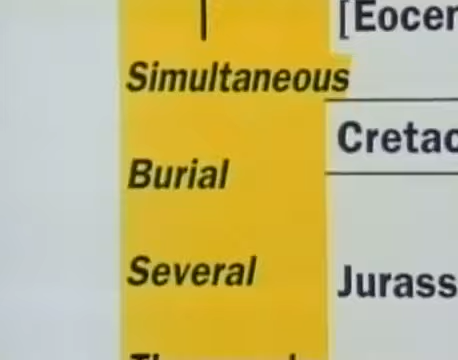 [Eocen
Simultaneous
Cretac
Burial
Several
Jurass